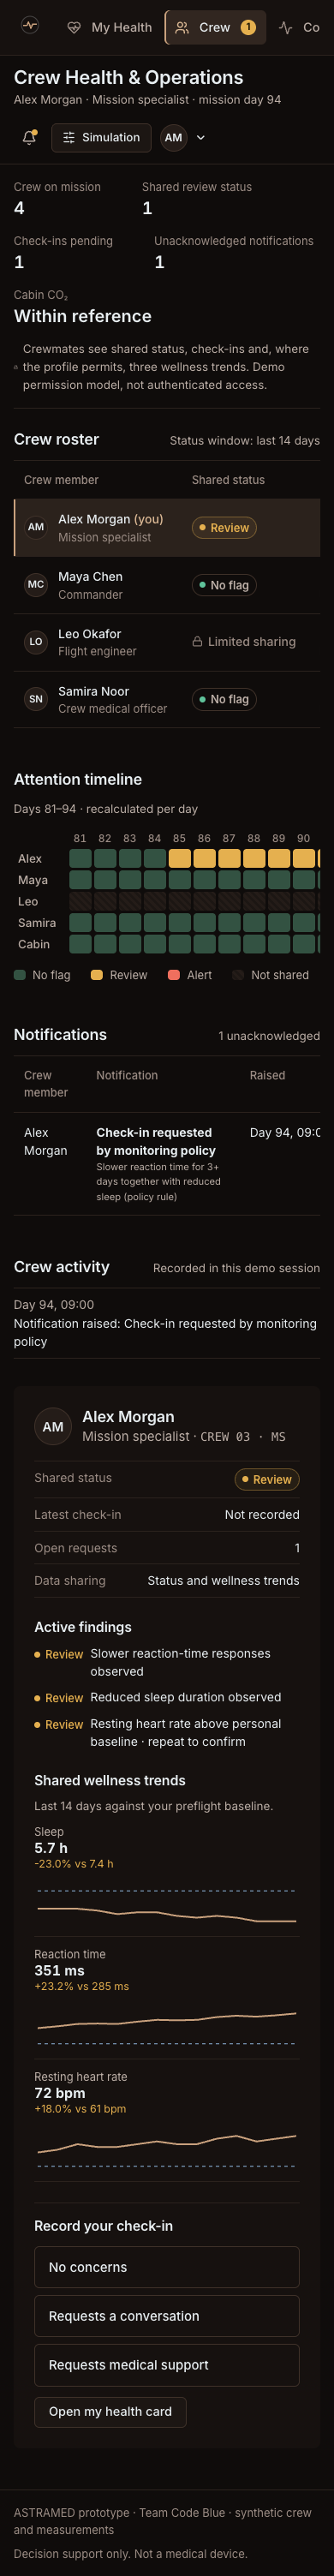 My Health
Crew 1
Co
Crew Health & Operations
Alex Morgan · Mission specialist · mission day 94
Simulation
AM
Crew on mission
4
Shared review status
1
Check-ins pending
1
Unacknowledged notifications
1
Cabin CO₂
Within reference
Crewmates see shared status, check-ins and, where
the profile permits, three wellness trends. Demo
permission model, not authenticated access.
Crew roster
Status window: last 14 days
Crew member
Shared status
AM
Alex Morgan (you)
Mission specialist
Review
MC
Maya Chen
Commander
No flag
LO
Leo Okafor
Flight engineer
Limited sharing
SN
Samira Noor
Crew medical officer
No flag
Attention timeline
Days 81–94 · recalculated per day
81 82 83 84 85 86 87 88 89 90
Alex
Maya
Leo
Samira
Cabin
No flag
Review
Alert
Not shared
Notifications
1 unacknowledged
Crew
member
Notification
Raised
Alex
Morgan
Check-in requested
by monitoring policy
Slower reaction time for 3+
days together with reduced
sleep (policy rule)
Day 94, 09:0
Crew activity
Recorded in this demo session
Day 94, 09:00
Notification raised: Check-in requested by monitoring
policy
AM
Alex Morgan
Mission specialist · CREW 03 · MS
Shared status
Review
Latest check-in
Not recorded
Open requests
1
Data sharing
Status and wellness trends
Active findings
Review
Slower reaction-time responses
observed
Review
Reduced sleep duration observed
Review
Resting heart rate above personal
baseline · repeat to confirm
Shared wellness trends
Last 14 days against your preflight baseline.
Sleep
5.7 h
-23.0% vs 7.4 h
Reaction time
351 ms
+23.2% vs 285 ms
Resting heart rate
72 bpm
+18.0% vs 61 bpm
Record your check-in
No concerns
Requests a conversation
Requests medical support
Open my health card
ASTRAMED prototype · Team Code Blue · synthetic crew
and measurements
Decision support only. Not a medical device.